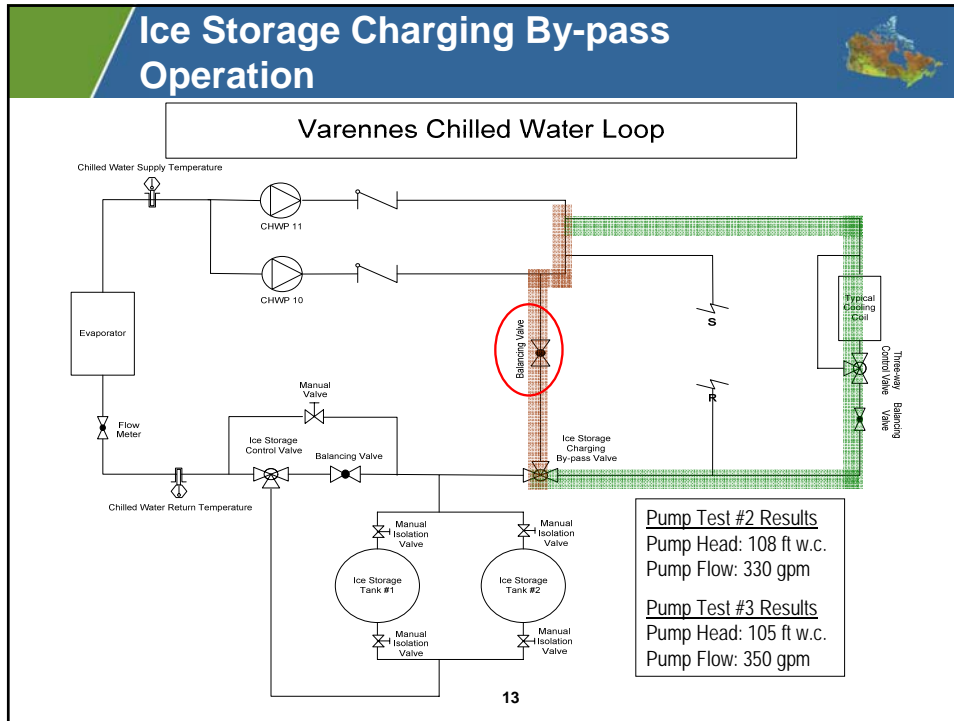 Ice Storage Charging By-pass
Operation
Varennes Chilled Water Loop
Chilled Water Supply Temperature
CHWP 11
CHWP 10
Evaporator
Balancing Valve
S
R
Typical
Cooling
Coil
Three-way
Control Valve
Balancing
Valve
Flow
Meter
Manual
Valve
Ice Storage
Control Valve
Balancing Valve
Ice Storage
Charging
By-pass Valve
Chilled Water Return Temperature
Manual
Isolation
Valve
Manual
Isolation
Valve
Ice Storage
Tank #1
Ice Storage
Tank #2
Manual
Isolation
Valve
Manual
Isolation
Valve
Pump Test #2 Results
Pump Head: 108 ft w.c.
Pump Flow: 330 gpm
Pump Test #3 Results
Pump Head: 105 ft w.c.
Pump Flow: 350 gpm
13